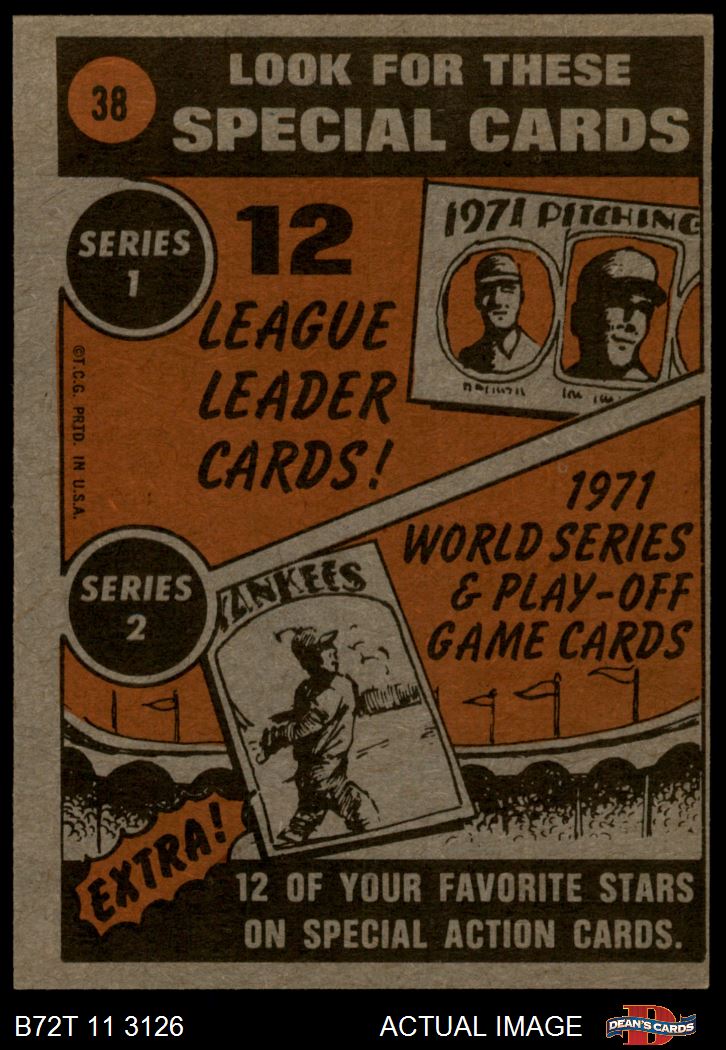 38
LOOK FOR THESE
SPECIAL CARDS
SERIES
1
12
LEAGUE
LEADER
CARDS!
1971 PITCHING
©T.C.G. PRTD. IN U.S.A.
1971
WORLD SERIES
& PLAY-OFF
GAME CARDS
SERIES
2
YANKEES
EXTRA!
12 OF YOUR FAVORITE STARS
ON SPECIAL ACTION CARDS.
B72T 11 3126
ACTUAL IMAGE
D
DEAN'S CARDS